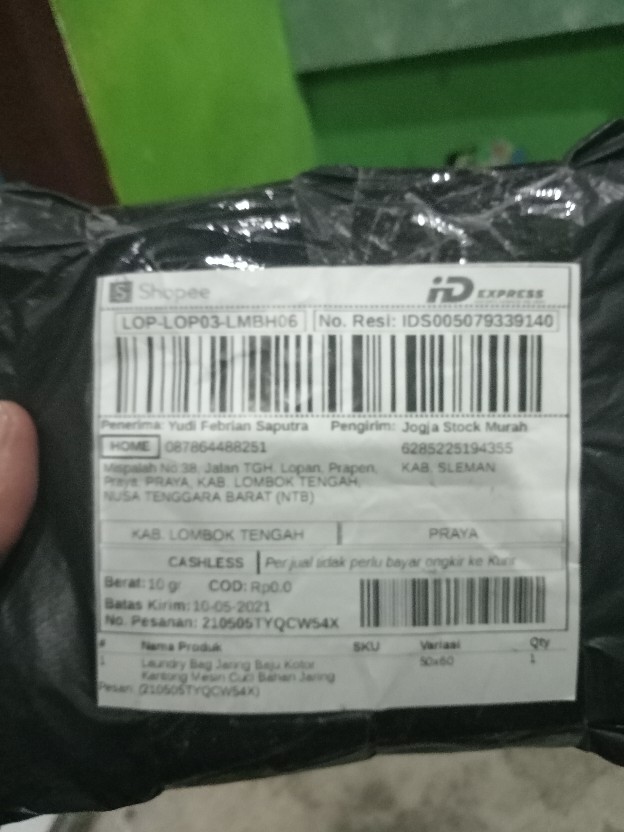 S Shopee
iD EXPRESS
LOP-LOP03-LMBH06
No. Resi: IDS005079339140
Penerima: Yudi Febrian Saputra
Pengirim: Jogja Stock Murah
HOME 087864488251
6285225194355
Mispalah No 38, Jalan TGH. Lopan, Prapen,
KAB. SLEMAN
Praya, PRAYA, KAB. LOMBOK TENGAH,
NUSA TENGGARA BARAT (NTB)
KAB. LOMBOK TENGAH
PRAYA
CASHLESS
Penjual tidak perlu bayar ongkir ke Kurir
Berat: 10 gr COD: Rp0.0
Batas Kirim: 10-05-2021
No. Pesanan: 210505TYQCW54X
# Nama Produk SKU Variasi Qty
1 Laundry Bag Jaring Baju Kotor 50x60 1
Kantong Mesin Cuci Bahan Jaring
Pesan: (210505TYQCW54X)